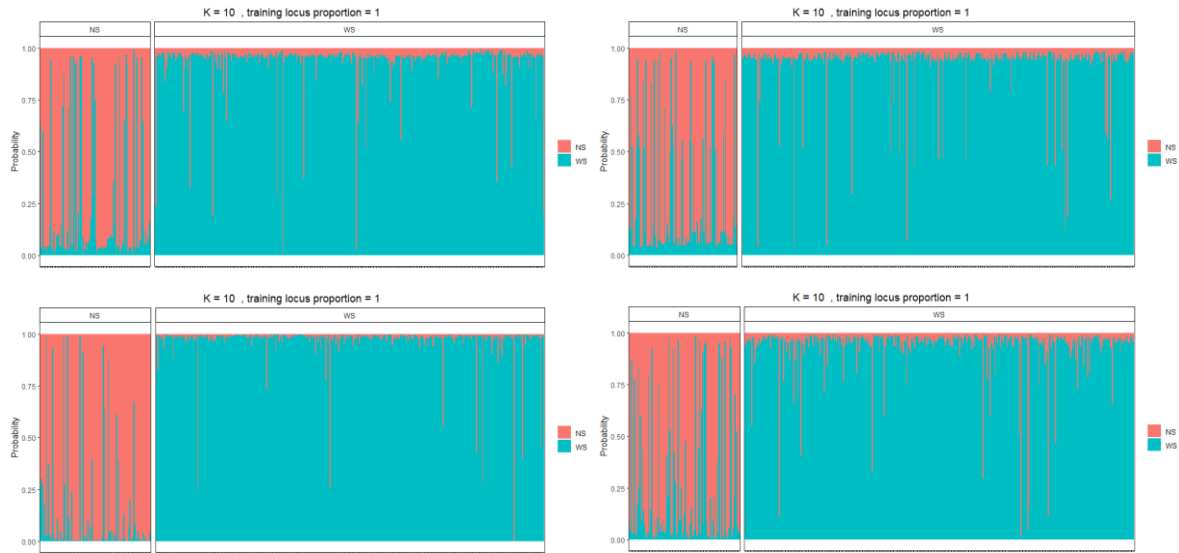 K = 10 , training locus proportion = 1
NS WS
1.00
0.75
0.50
0.25
0.00
Probability
NS
WS
K = 10 , training locus proportion = 1
NS WS
1.00
0.75
0.50
0.25
0.00
Probability
NS
WS
K = 10 , training locus proportion = 1
NS WS
1.00
0.75
0.50
0.25
0.00
Probability
NS
WS
K = 10 , training locus proportion = 1
NS WS
1.00
0.75
0.50
0.25
0.00
Probability
NS
WS